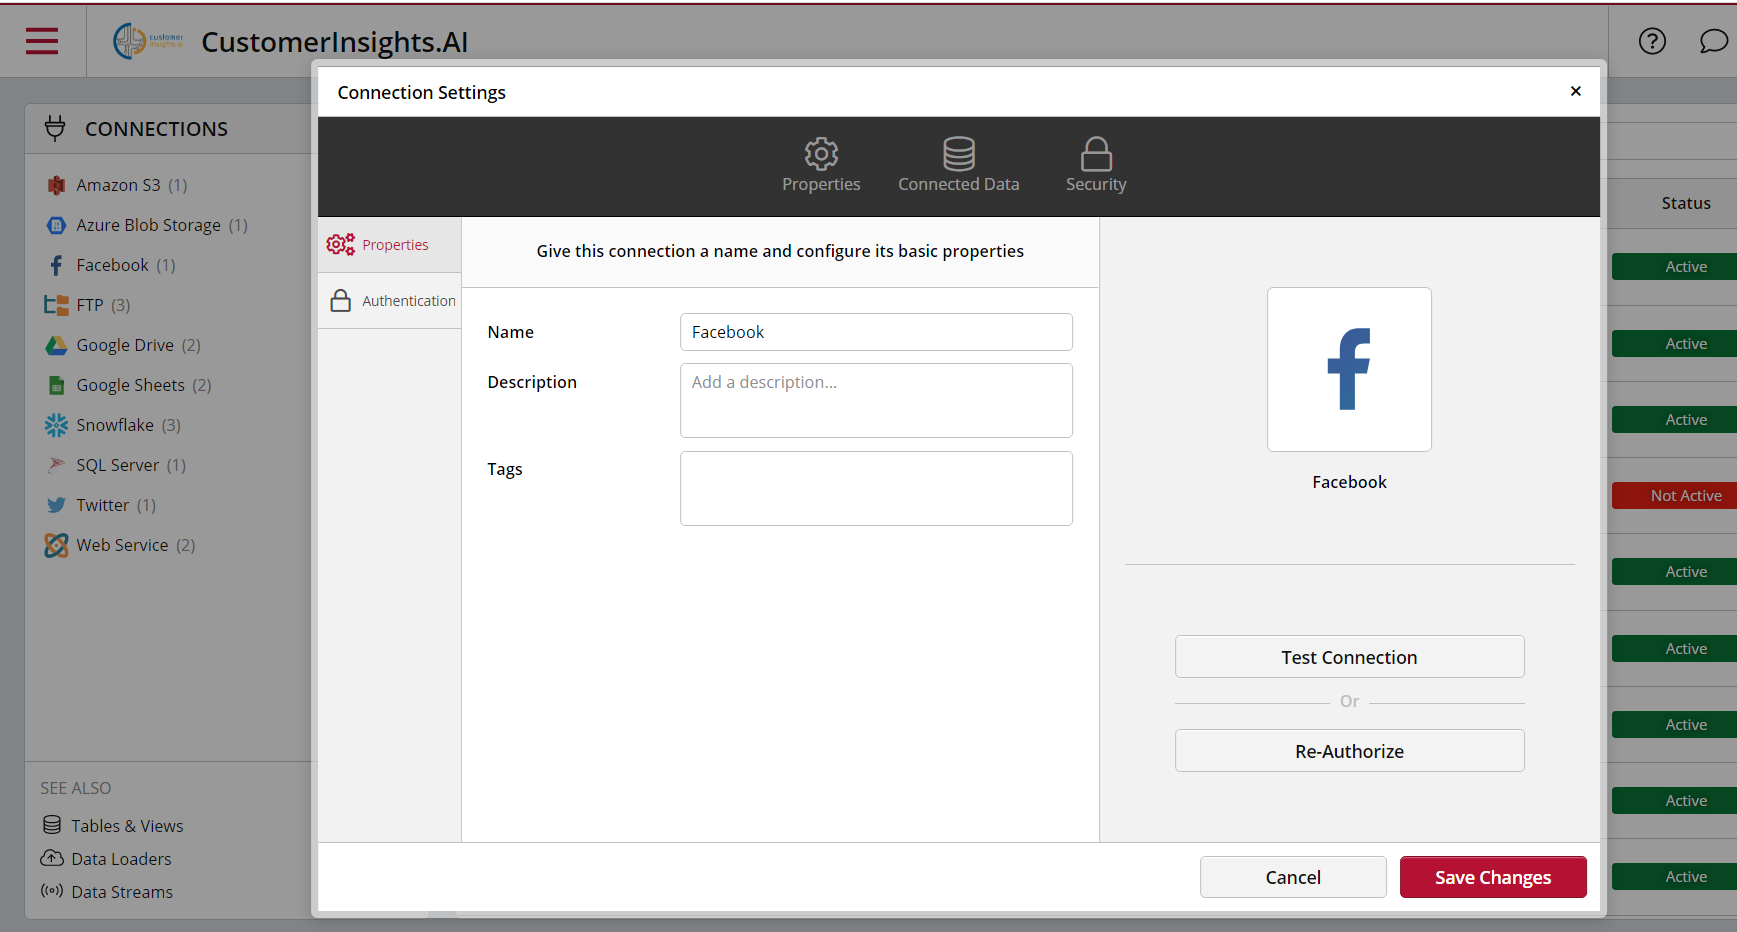 customer
insights.ai
CustomerInsights.AI
Connection Settings
CONNECTIONS
Properties
Connected Data
Security
Amazon S3 (1)
Azure Blob Storage (1)
Facebook (1)
FTP (3)
Google Drive (2)
Google Sheets (2)
Snowflake (3)
SQL Server (1)
Twitter (1)
Web Service (2)
SEE ALSO
Tables & Views
Data Loaders
Data Streams
Properties
Authentication
Give this connection a name and configure its basic properties
Name
Facebook
Description
Add a description...
Tags
Facebook
Test Connection
Or
Re-Authorize
Cancel
Save Changes
Status
Active
Active
Active
Not Active
Active
Active
Active
Active
Active